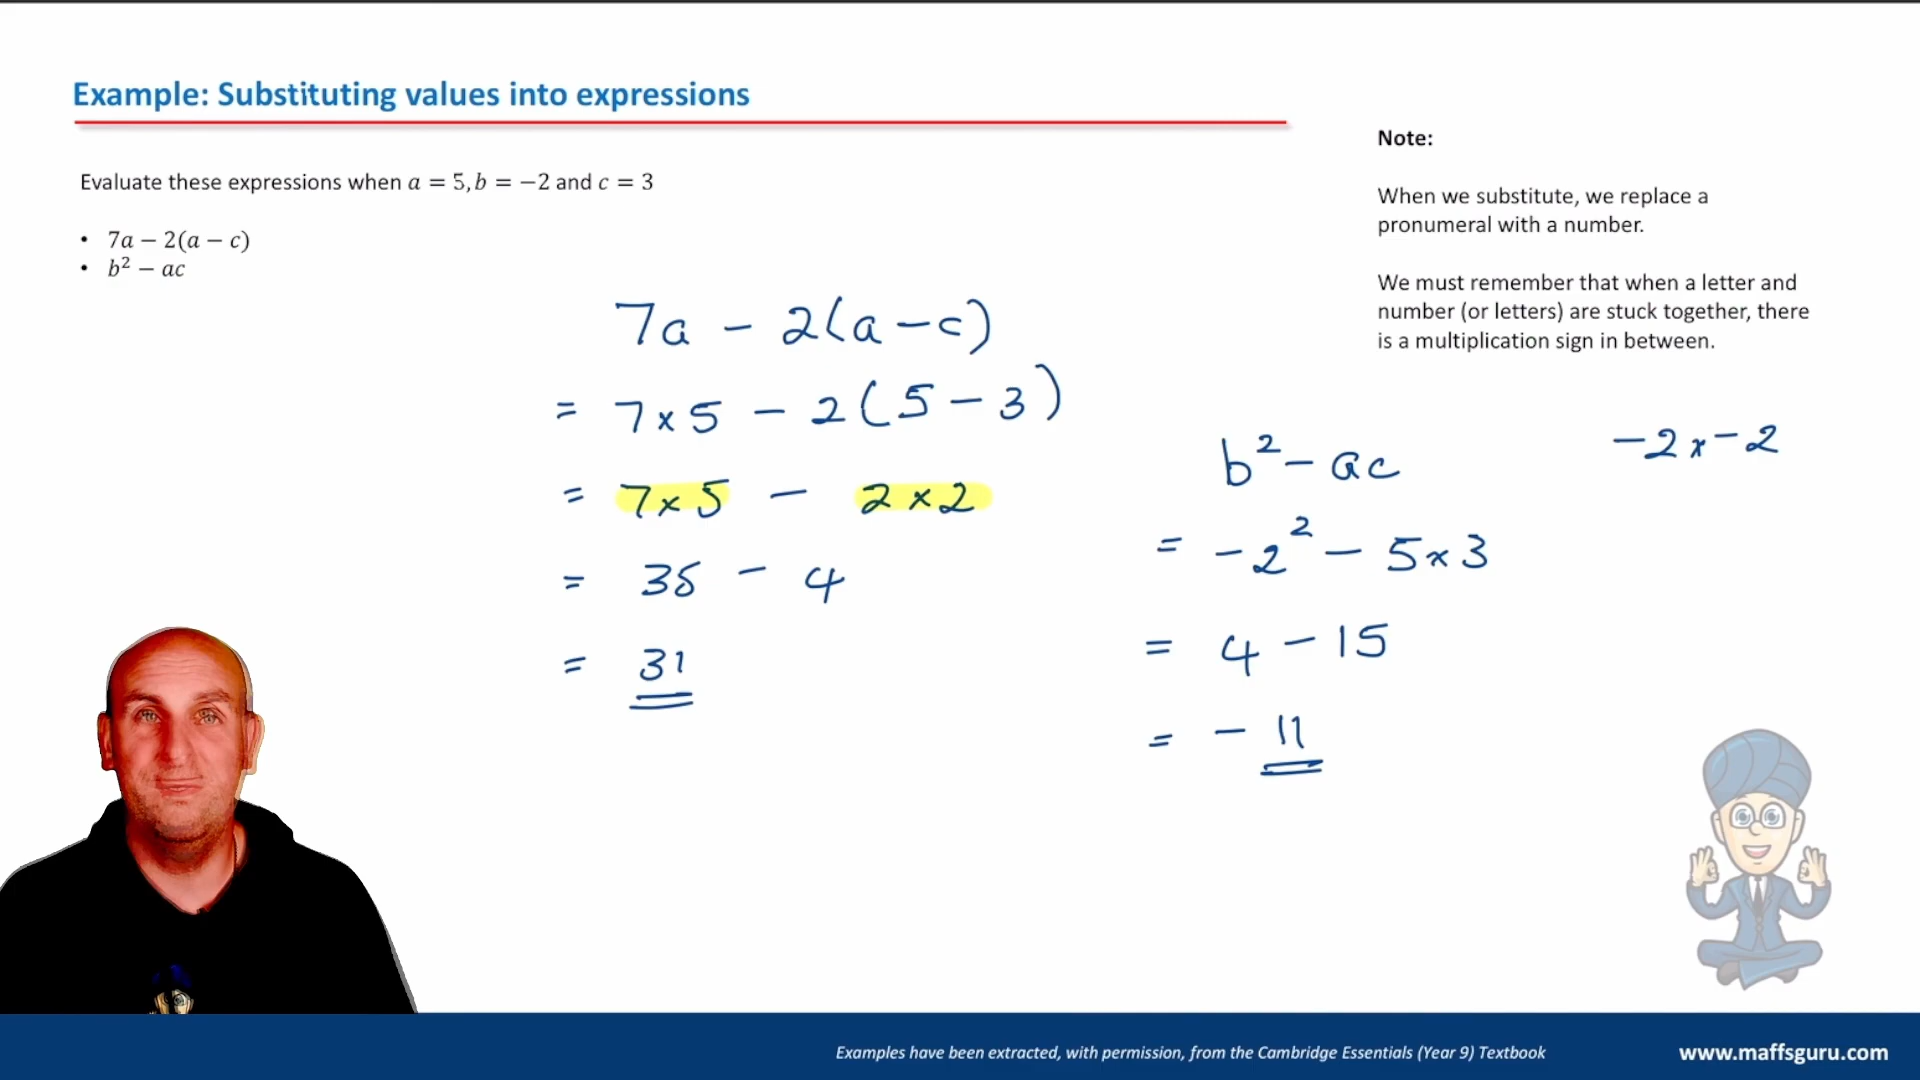 Example: Substituting values into expressions
Evaluate these expressions when a = 5, b = −2 and c = 3
• 7a − 2(a − c)
• b² − ac
7a − 2(a − c)
= 7×5 − 2(5 − 3)
= 7×5 − 2×2
= 35 − 4
= 31
b² − ac
= −2² − 5×3
= 4 − 15
= −11
−2×−2
Note:
When we substitute, we replace a
pronumeral with a number.
We must remember that when a letter and
number (or letters) are stuck together, there
is a multiplication sign in between.
Examples have been extracted, with permission, from the Cambridge Essentials (Year 9) Textbook
www.maffsguru.com